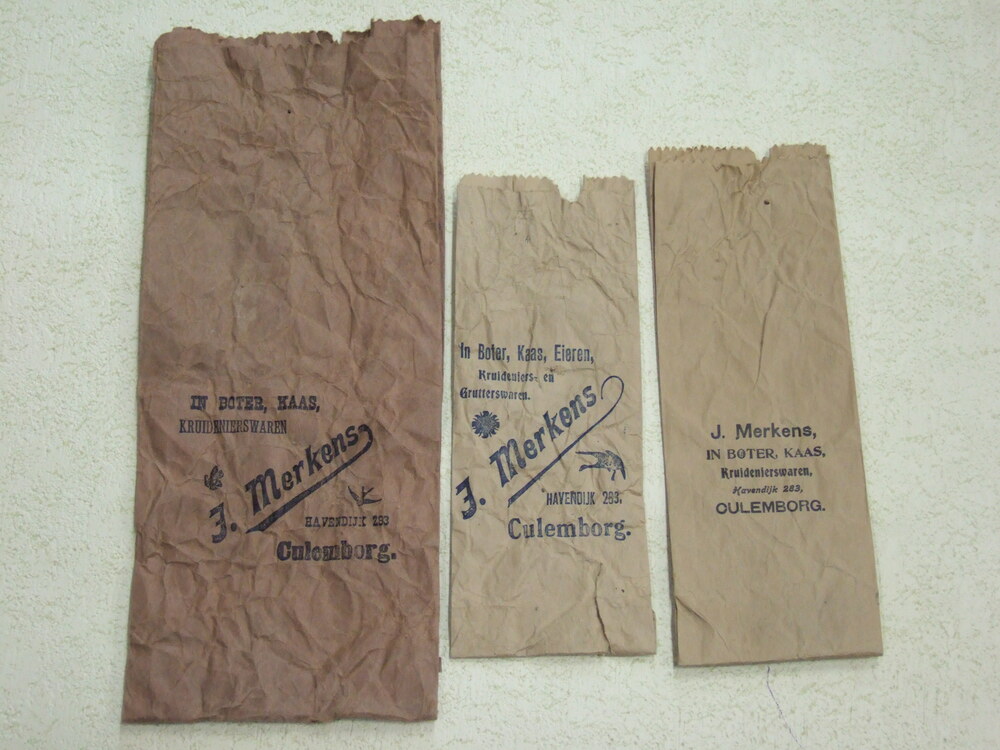 IN BOTER, KAAS,
KRUIDENIERSWAREN
J. Merkens
HAVENDIJK 283
Culemborg.
In Boter, Kaas, Eieren,
Kruideniers- en
Grutterswaren.
J. Merkens
HAVENDIJK 283,
Culemborg.
J. Merkens,
IN BOTER, KAAS,
Kruidenierswaren,
Havendijk 283,
CULEMBORG.